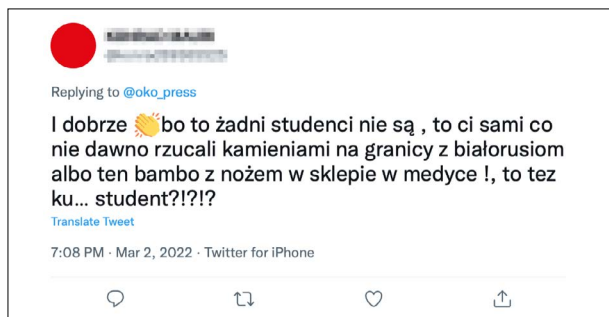 Replying to @oko_press
I dobrze 👏bo to żadni studenci nie są , to ci sami co
nie dawno rzucali kamieniami na granicy z białorusiom
albo ten bambo z nożem w sklepie w medyce !, to tez
ku... student?!?!?
Translate Tweet
7:08 PM · Mar 2, 2022 · Twitter for iPhone